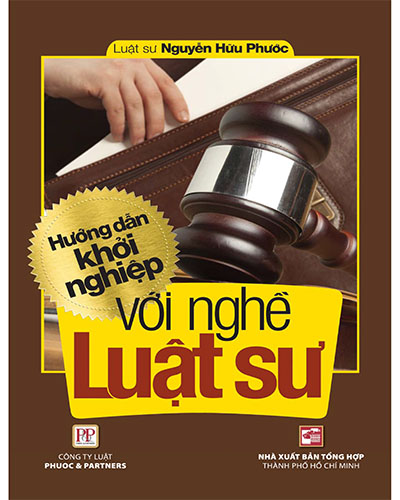 Luật sư Nguyễn Hữu Phước
Hướng dẫn
khởi
nghiệp
với nghề
Luật sư
PP
CÔNG TY LUẬT
PHUOC & PARTNERS
NHÀ XUẤT BẢN TỔNG HỢP
THÀNH PHỐ HỒ CHÍ MINH